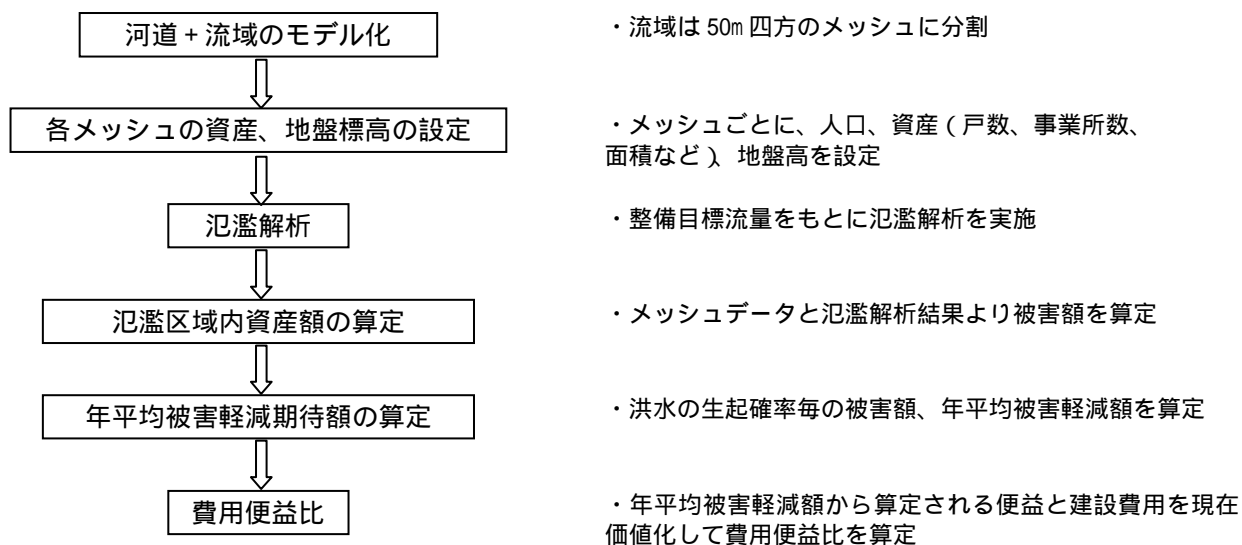 河道+流域のモデル化
・流域は50m四方のメッシュに分割
各メッシュの資産、地盤標高の設定
・メッシュごとに、人口、資産(戸数、事業所数、
面積など)、地盤高を設定
氾濫解析
・整備目標流量をもとに氾濫解析を実施
氾濫区域内資産額の算定
・メッシュデータと氾濫解析結果より被害額を算定
年平均被害軽減期待額の算定
・洪水の生起確率毎の被害額、年平均被害軽減額を算定
費用便益比
・年平均被害軽減額から算定される便益と建設費用を現在
価値化して費用便益比を算定